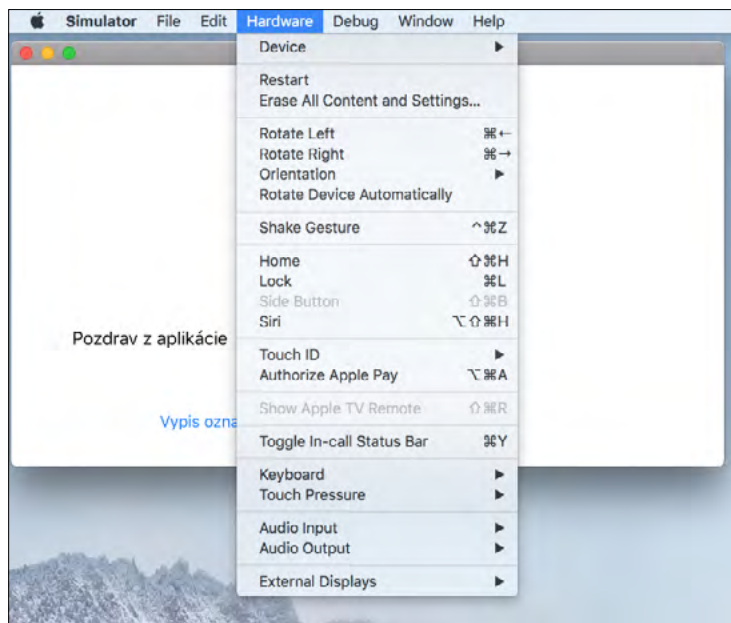 Simulator File Edit Hardware Debug Window Help
Device ▶
Restart
Erase All Content and Settings...
Rotate Left ⌘←
Rotate Right ⌘→
Orientation ▶
Rotate Device Automatically
Shake Gesture ^⌘Z
Home ⇧⌘H
Lock ⌘L
Side Button ⇧⌘B
Siri ⌥⇧⌘H
Pozdrav z aplikácie
Touch ID ▶
Authorize Apple Pay ⌥⌘A
Show Apple TV Remote ⇧⌘R
Vypis ozna
Toggle In-call Status Bar ⌘Y
Keyboard ▶
Touch Pressure ▶
Audio Input ▶
Audio Output ▶
External Displays ▶